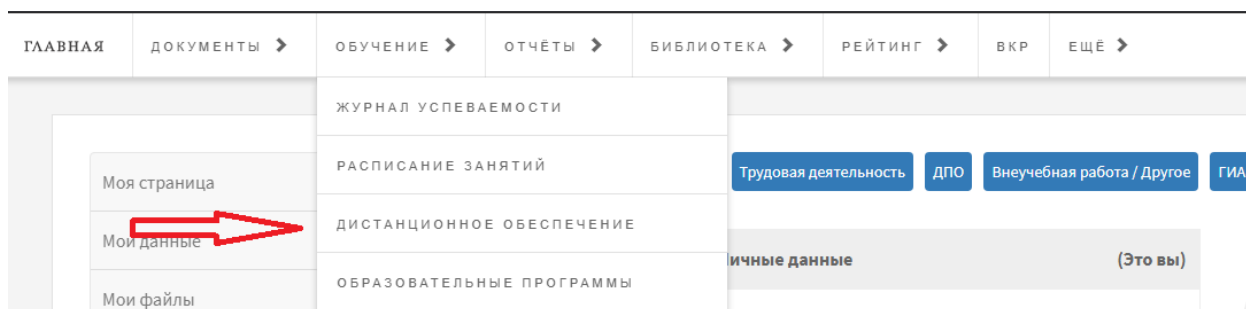 ГЛАВНАЯ ДОКУМЕНТЫ ОБУЧЕНИЕ ОТЧЁТЫ БИБЛИОТЕКА РЕЙТИНГ ВКР ЕЩЁ
ЖУРНАЛ УСПЕВАЕМОСТИ
РАСПИСАНИЕ ЗАНЯТИЙ
ДИСТАНЦИОННОЕ ОБЕСПЕЧЕНИЕ
ОБРАЗОВАТЕЛЬНЫЕ ПРОГРАММЫ
Моя страница
Мои данные
Мои файлы
Трудовая деятельность ДПО Внеучебная работа / Другое ГИА
Личные данные (Это вы)